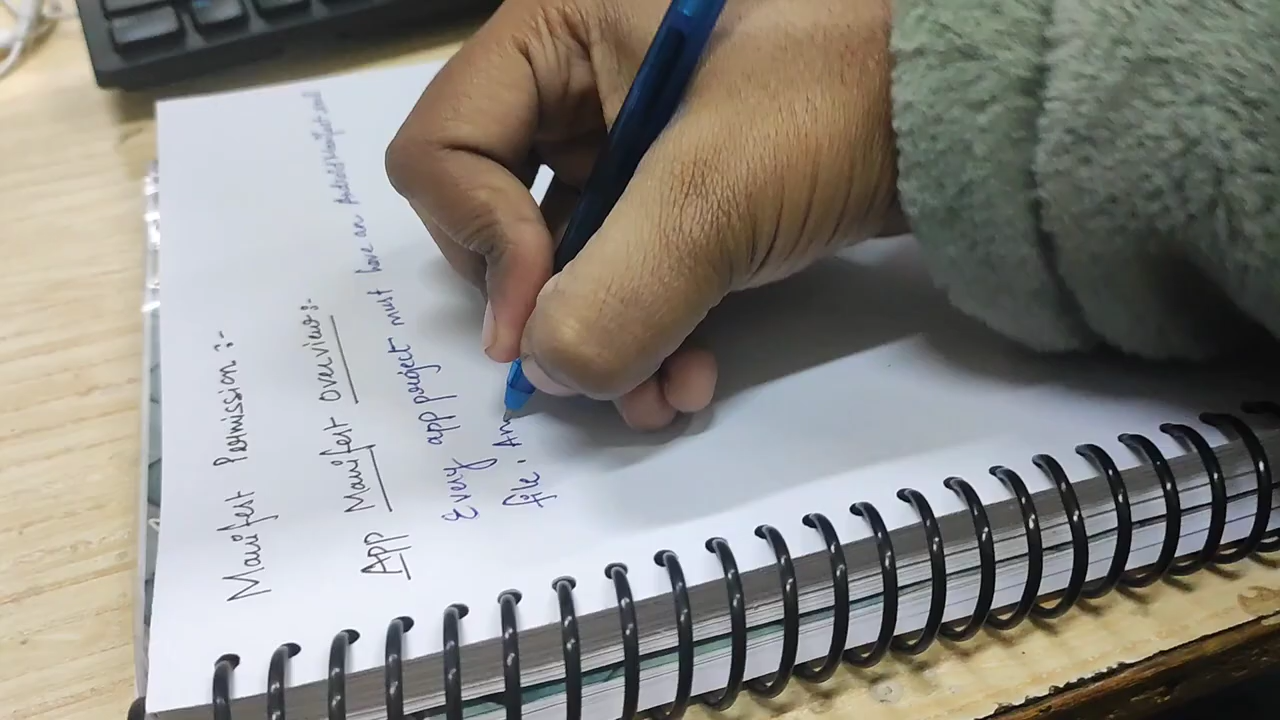 Manifest Permission :-
App Manifest overview :-
Every app project must have an AndroidManifest.xml
file. An